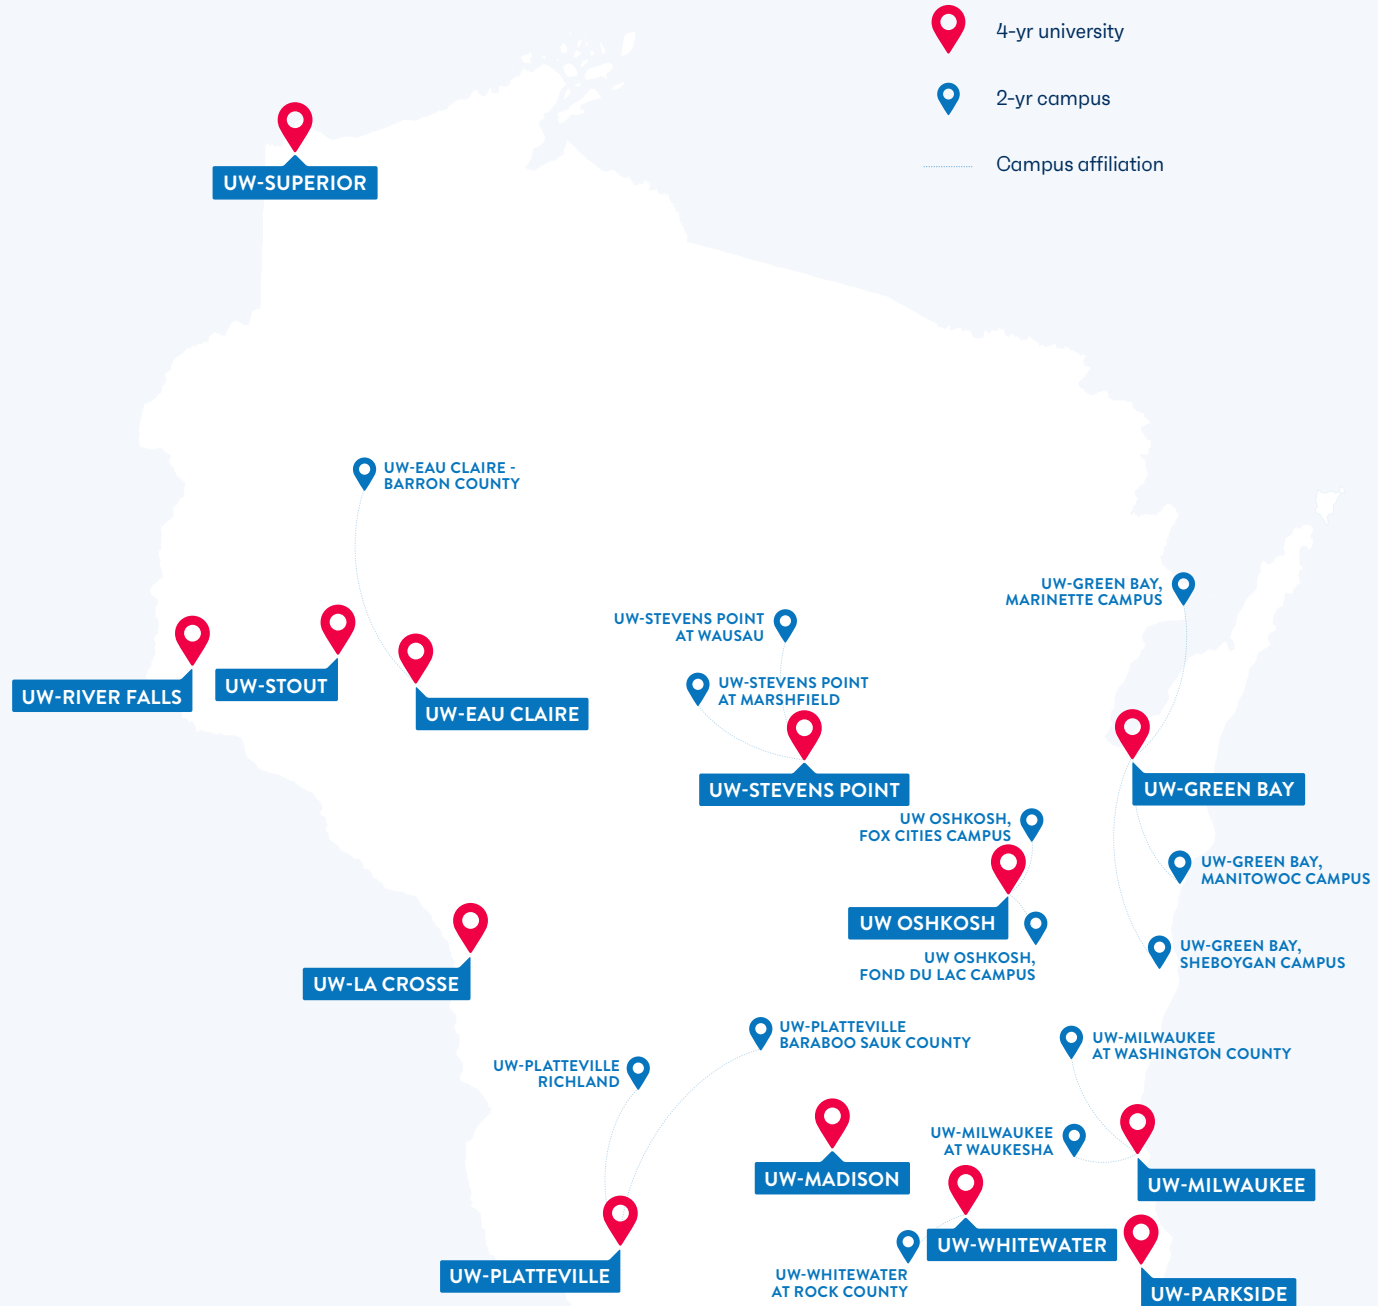 4-yr university
2-yr campus
Campus affiliation
UW-SUPERIOR
UW-EAU CLAIRE -
BARRON COUNTY
UW-GREEN BAY,
MARINETTE CAMPUS
UW-STEVENS POINT
AT WAUSAU
UW-RIVER FALLS
UW-STOUT
UW-EAU CLAIRE
UW-STEVENS POINT
AT MARSHFIELD
UW-STEVENS POINT
UW-GREEN BAY
UW OSHKOSH,
FOX CITIES CAMPUS
UW-GREEN BAY,
MANITOWOC CAMPUS
UW OSHKOSH
UW-GREEN BAY,
SHEBOYGAN CAMPUS
UW OSHKOSH,
FOND DU LAC CAMPUS
UW-LA CROSSE
UW-PLATTEVILLE
BARABOO SAUK COUNTY
UW-MILWAUKEE
AT WASHINGTON COUNTY
UW-PLATTEVILLE
RICHLAND
UW-MILWAUKEE
AT WAUKESHA
UW-MADISON
UW-MILWAUKEE
UW-WHITEWATER
UW-PLATTEVILLE
UW-WHITEWATER
AT ROCK COUNTY
UW-PARKSIDE